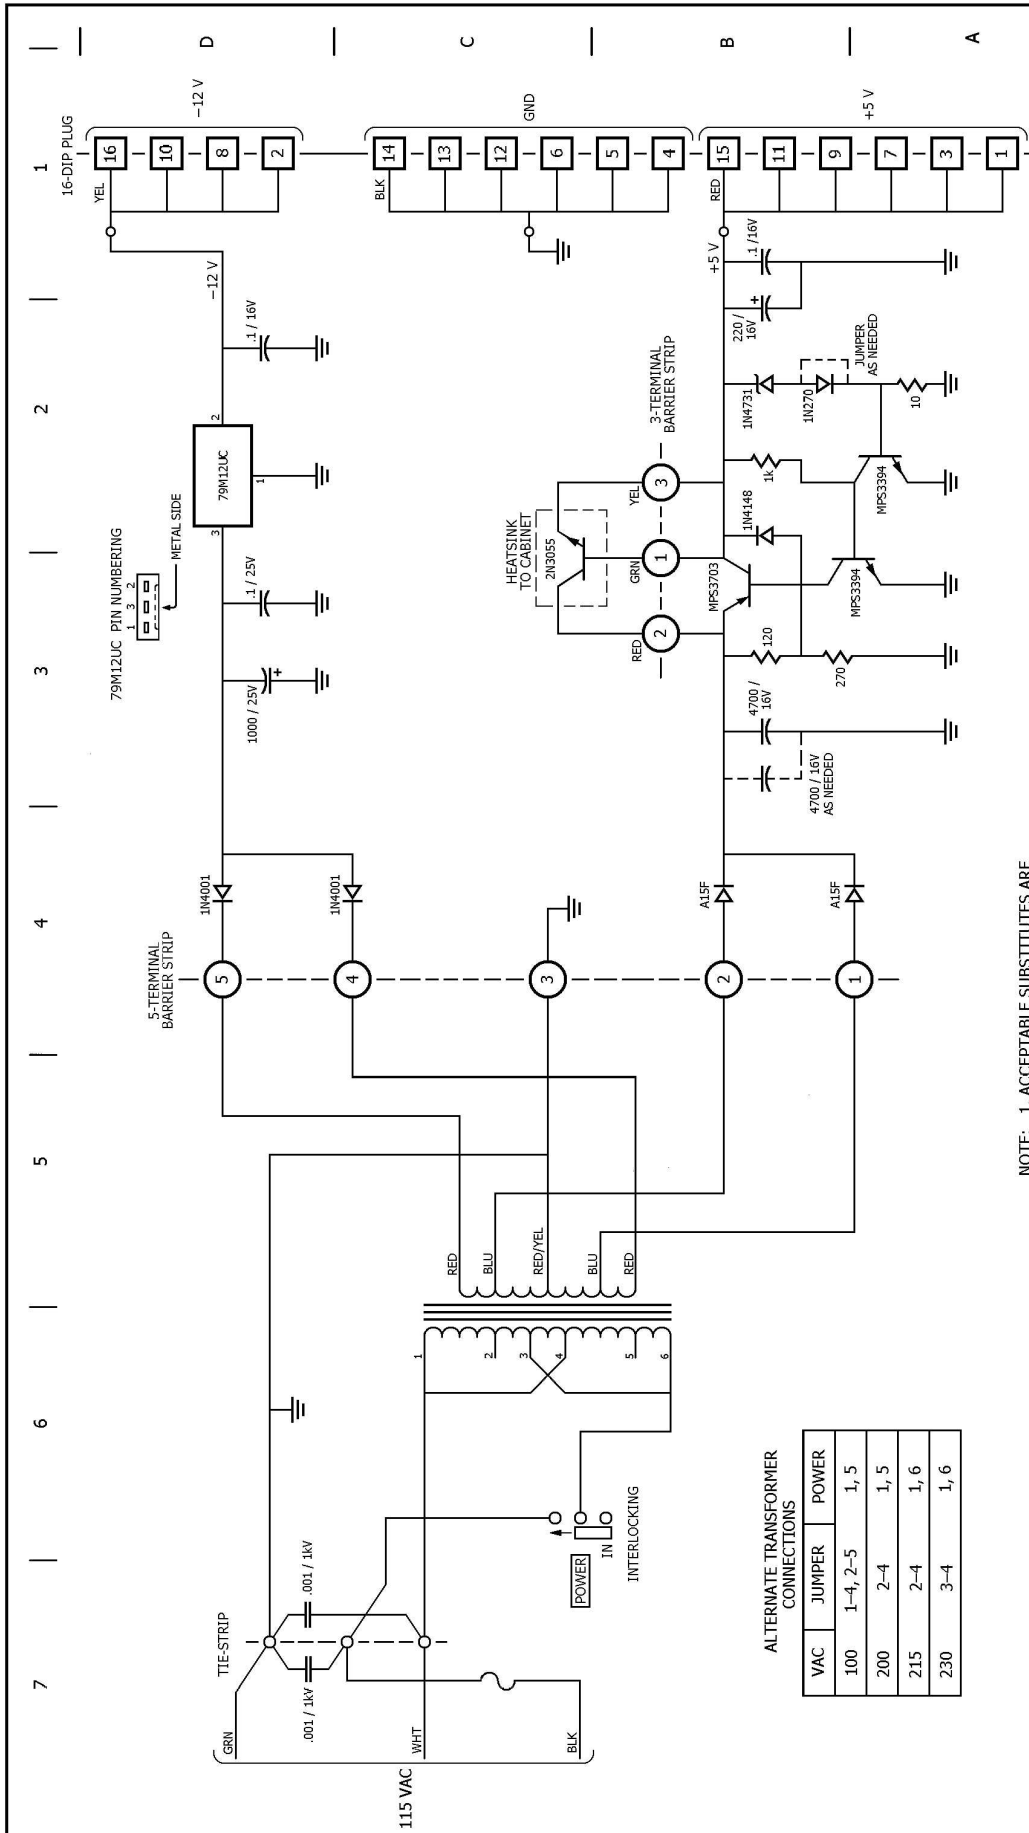 D
C
B
A
1
2
3
4
5
6
7
16-DIP PLUG
−12 V
GND
+5 V
16
10
8
2
14
13
12
6
5
4
15
11
9
7
3
1
YEL
BLK
RED
−12 V
+5 V
.1 / 16V
.1 /16V
220 /
16V
+
79M12UC
3
2
1
79M12UC PIN NUMBERING
1 3 2
METAL SIDE
.1 / 25V
1000 / 25V
+
HEATSINK
TO CABINET
2N3055
3-TERMINAL
BARRIER STRIP
YEL
3
GRN
1
RED
2
1N4731
1N270
JUMPER
AS NEEDED
10
1k
1N4148
MPS3394
MPS3703
MPS3394
120
270
4700 /
16V
4700 / 16V
AS NEEDED
1N4001
1N4001
A15F
A15F
5-TERMINAL
BARRIER STRIP
5
4
3
2
1
RED
BLU
RED/YEL
BLU
RED
1
2
3
4
5
6
TIE-STRIP
.001 / 1kV
.001 / 1kV
GRN
WHT
BLK
115 VAC
POWER
IN
INTERLOCKING
ALTERNATE TRANSFORMER
CONNECTIONS
VAC JUMPER POWER
100 1–4, 2–5 1, 5
200 2–4 1, 5
215 2–4 1, 6
230 3–4 1, 6
NOTE: 1. ACCEPTABLE SUBSTITUTES ARE